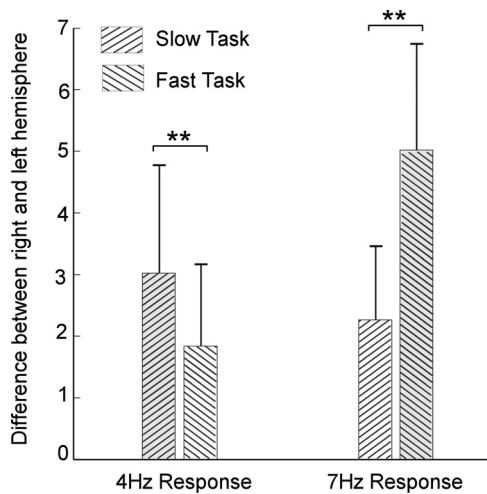 Difference between right and left hemisphere
7
6
5
4
3
2
1
0
Slow Task
Fast Task
**
**
4Hz Response
7Hz Response